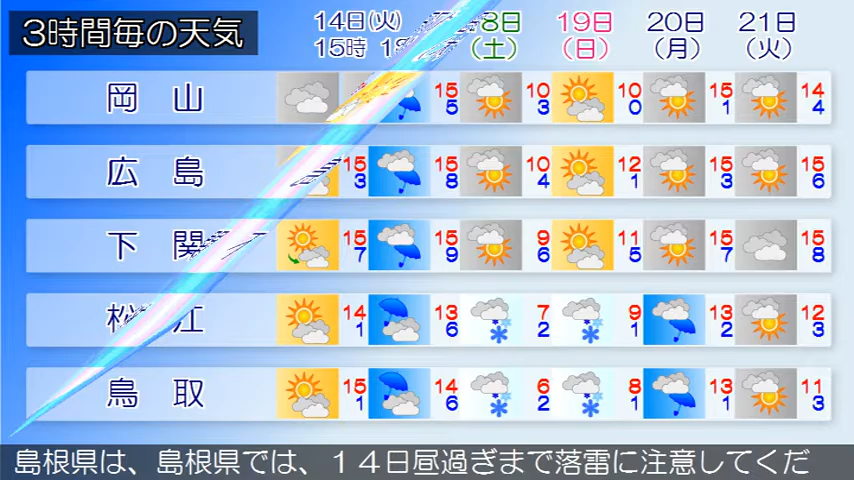 3時間毎の天気
14日(火) 8日 19日 20日 21日
15時 (土) (日) (月) (火)
岡山 15 5 10 3 10 0 15 1 14 4
広島 15 3 15 8 10 4 12 1 15 3 15 6
下関 15 7 15 9 9 6 11 5 15 7 15 8
松江 14 1 13 6 7 2 9 1 13 2 12 3
鳥取 15 1 14 6 6 2 8 1 13 1 11 3
島根県は、島根県では、１４日昼過ぎまで落雷に注意してくだ